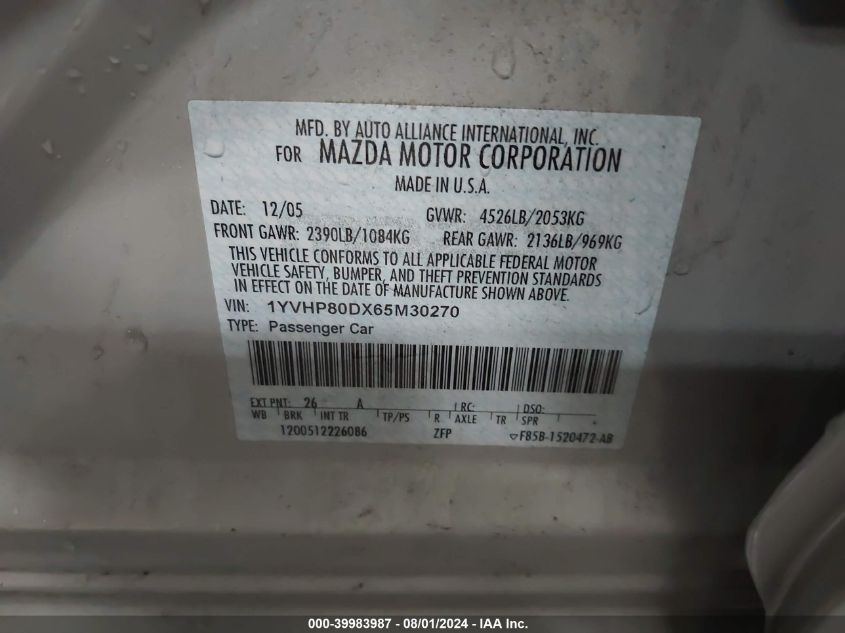 MFD. BY AUTO ALLIANCE INTERNATIONAL, INC.
FOR MAZDA MOTOR CORPORATION
MADE IN U.S.A.
DATE: 12/05 GVWR: 4526LB/2053KG
FRONT GAWR: 2390LB/1084KG REAR GAWR: 2136LB/969KG
THIS VEHICLE CONFORMS TO ALL APPLICABLE FEDERAL MOTOR
VEHICLE SAFETY, BUMPER, AND THEFT PREVENTION STANDARDS
IN EFFECT ON THE DATE OF MANUFACTURE SHOWN ABOVE.
VIN: 1YVHP80DX65M30270
TYPE: Passenger Car
EXT PNT: 26 A RC: DSO:
WB BRK INT TR TP/PS R AXLE TR SPR
1200512226086 ZFP F85B-1520472-AB
000-39983987 - 08/01/2024 - IAA Inc.